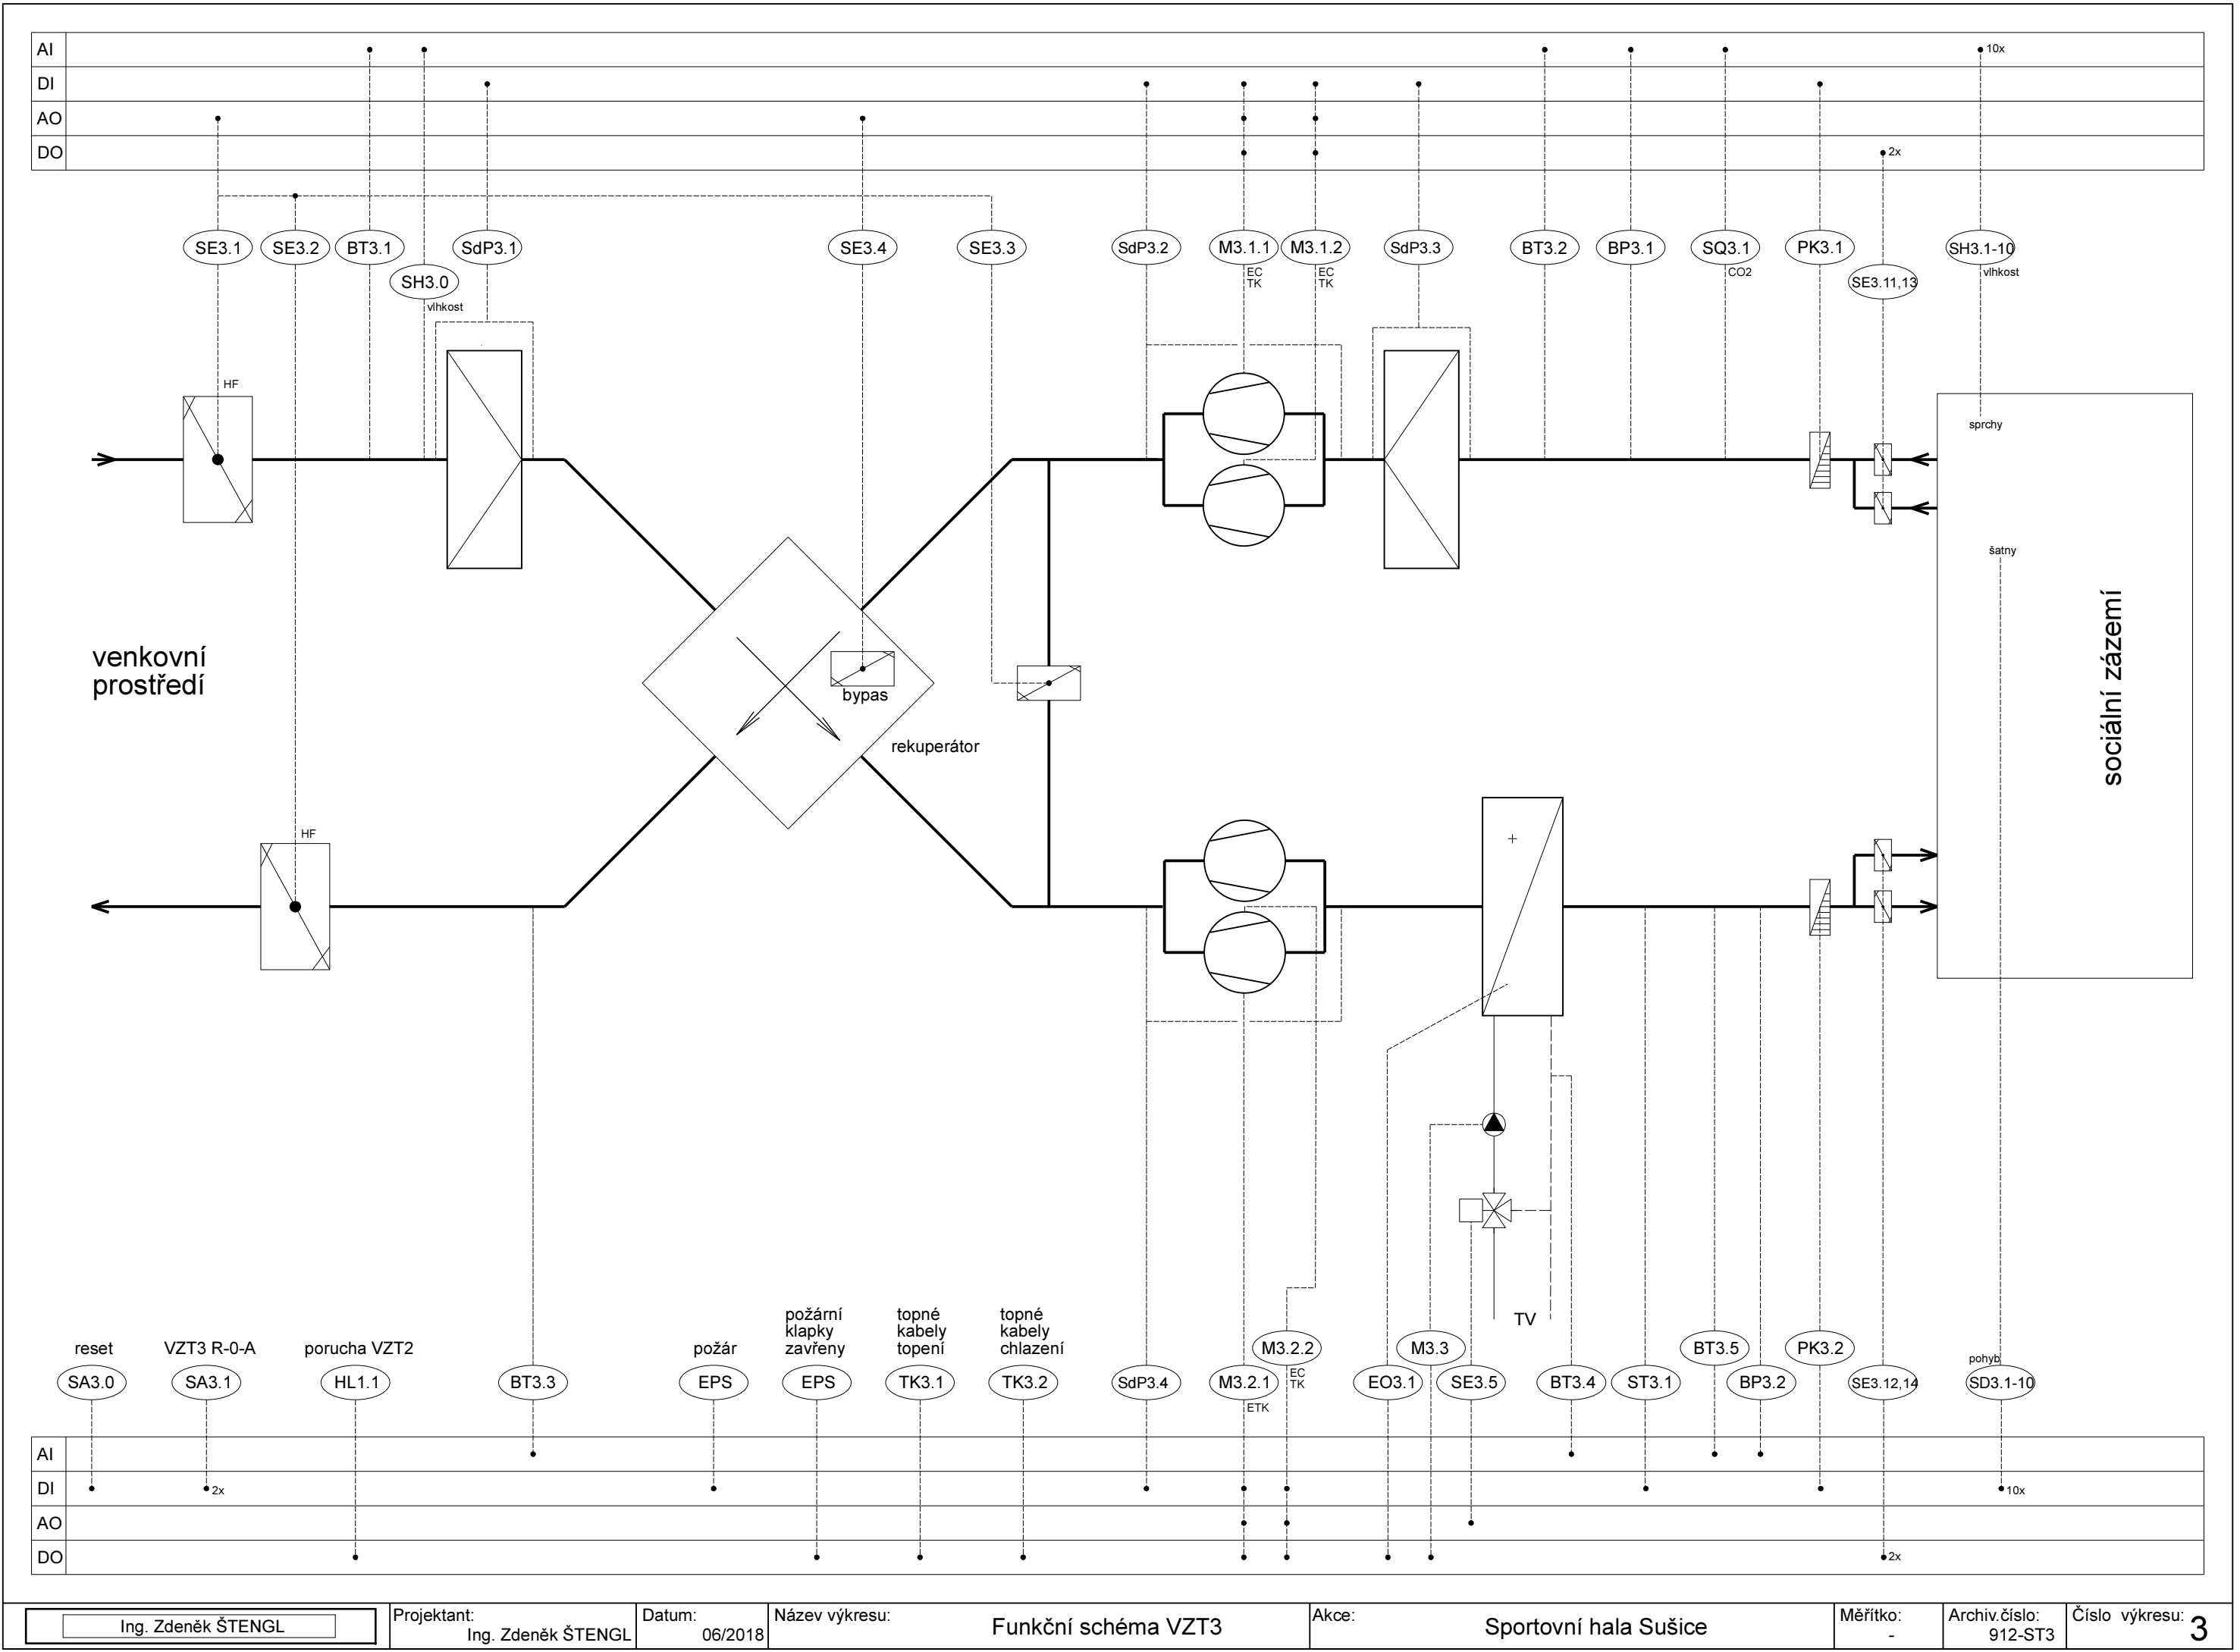 AI
10x
DI
AO
DO
2x
SE3.1
SE3.2
BT3.1
SdP3.1
SE3.4
SE3.3
SdP3.2
M3.1.1
M3.1.2
SdP3.3
BT3.2
BP3.1
SQ3.1
PK3.1
SH3.1-10
EC
TK
EC
TK
CO2
vlhkost
SH3.0
vlhkost
SE3.11,13
HF
sprchy
šatny
venkovní
prostředí
bypas
rekuperátor
sociální zázemí
HF
+
TV
reset
VZT3 R-0-A
porucha VZT2
požár
požární
klapky
zavřeny
topné
kabely
topení
topné
kabely
chlazení
M3.2.2
EC
TK
M3.3
BT3.5
PK3.2
pohyb
SA3.0
SA3.1
HL1.1
BT3.3
EPS
EPS
TK3.1
TK3.2
SdP3.4
M3.2.1
ETK
EO3.1
SE3.5
BT3.4
ST3.1
BP3.2
SE3.12,14
SD3.1-10
AI
DI
2x
10x
AO
DO
2x
Ing. Zdeněk ŠTENGL
Projektant:
Ing. Zdeněk ŠTENGL
Datum:
06/2018
Název výkresu:
Funkční schéma VZT3
Akce:
Sportovní hala Sušice
Měřítko:
-
Archiv.číslo:
912-ST3
Číslo výkresu:
3